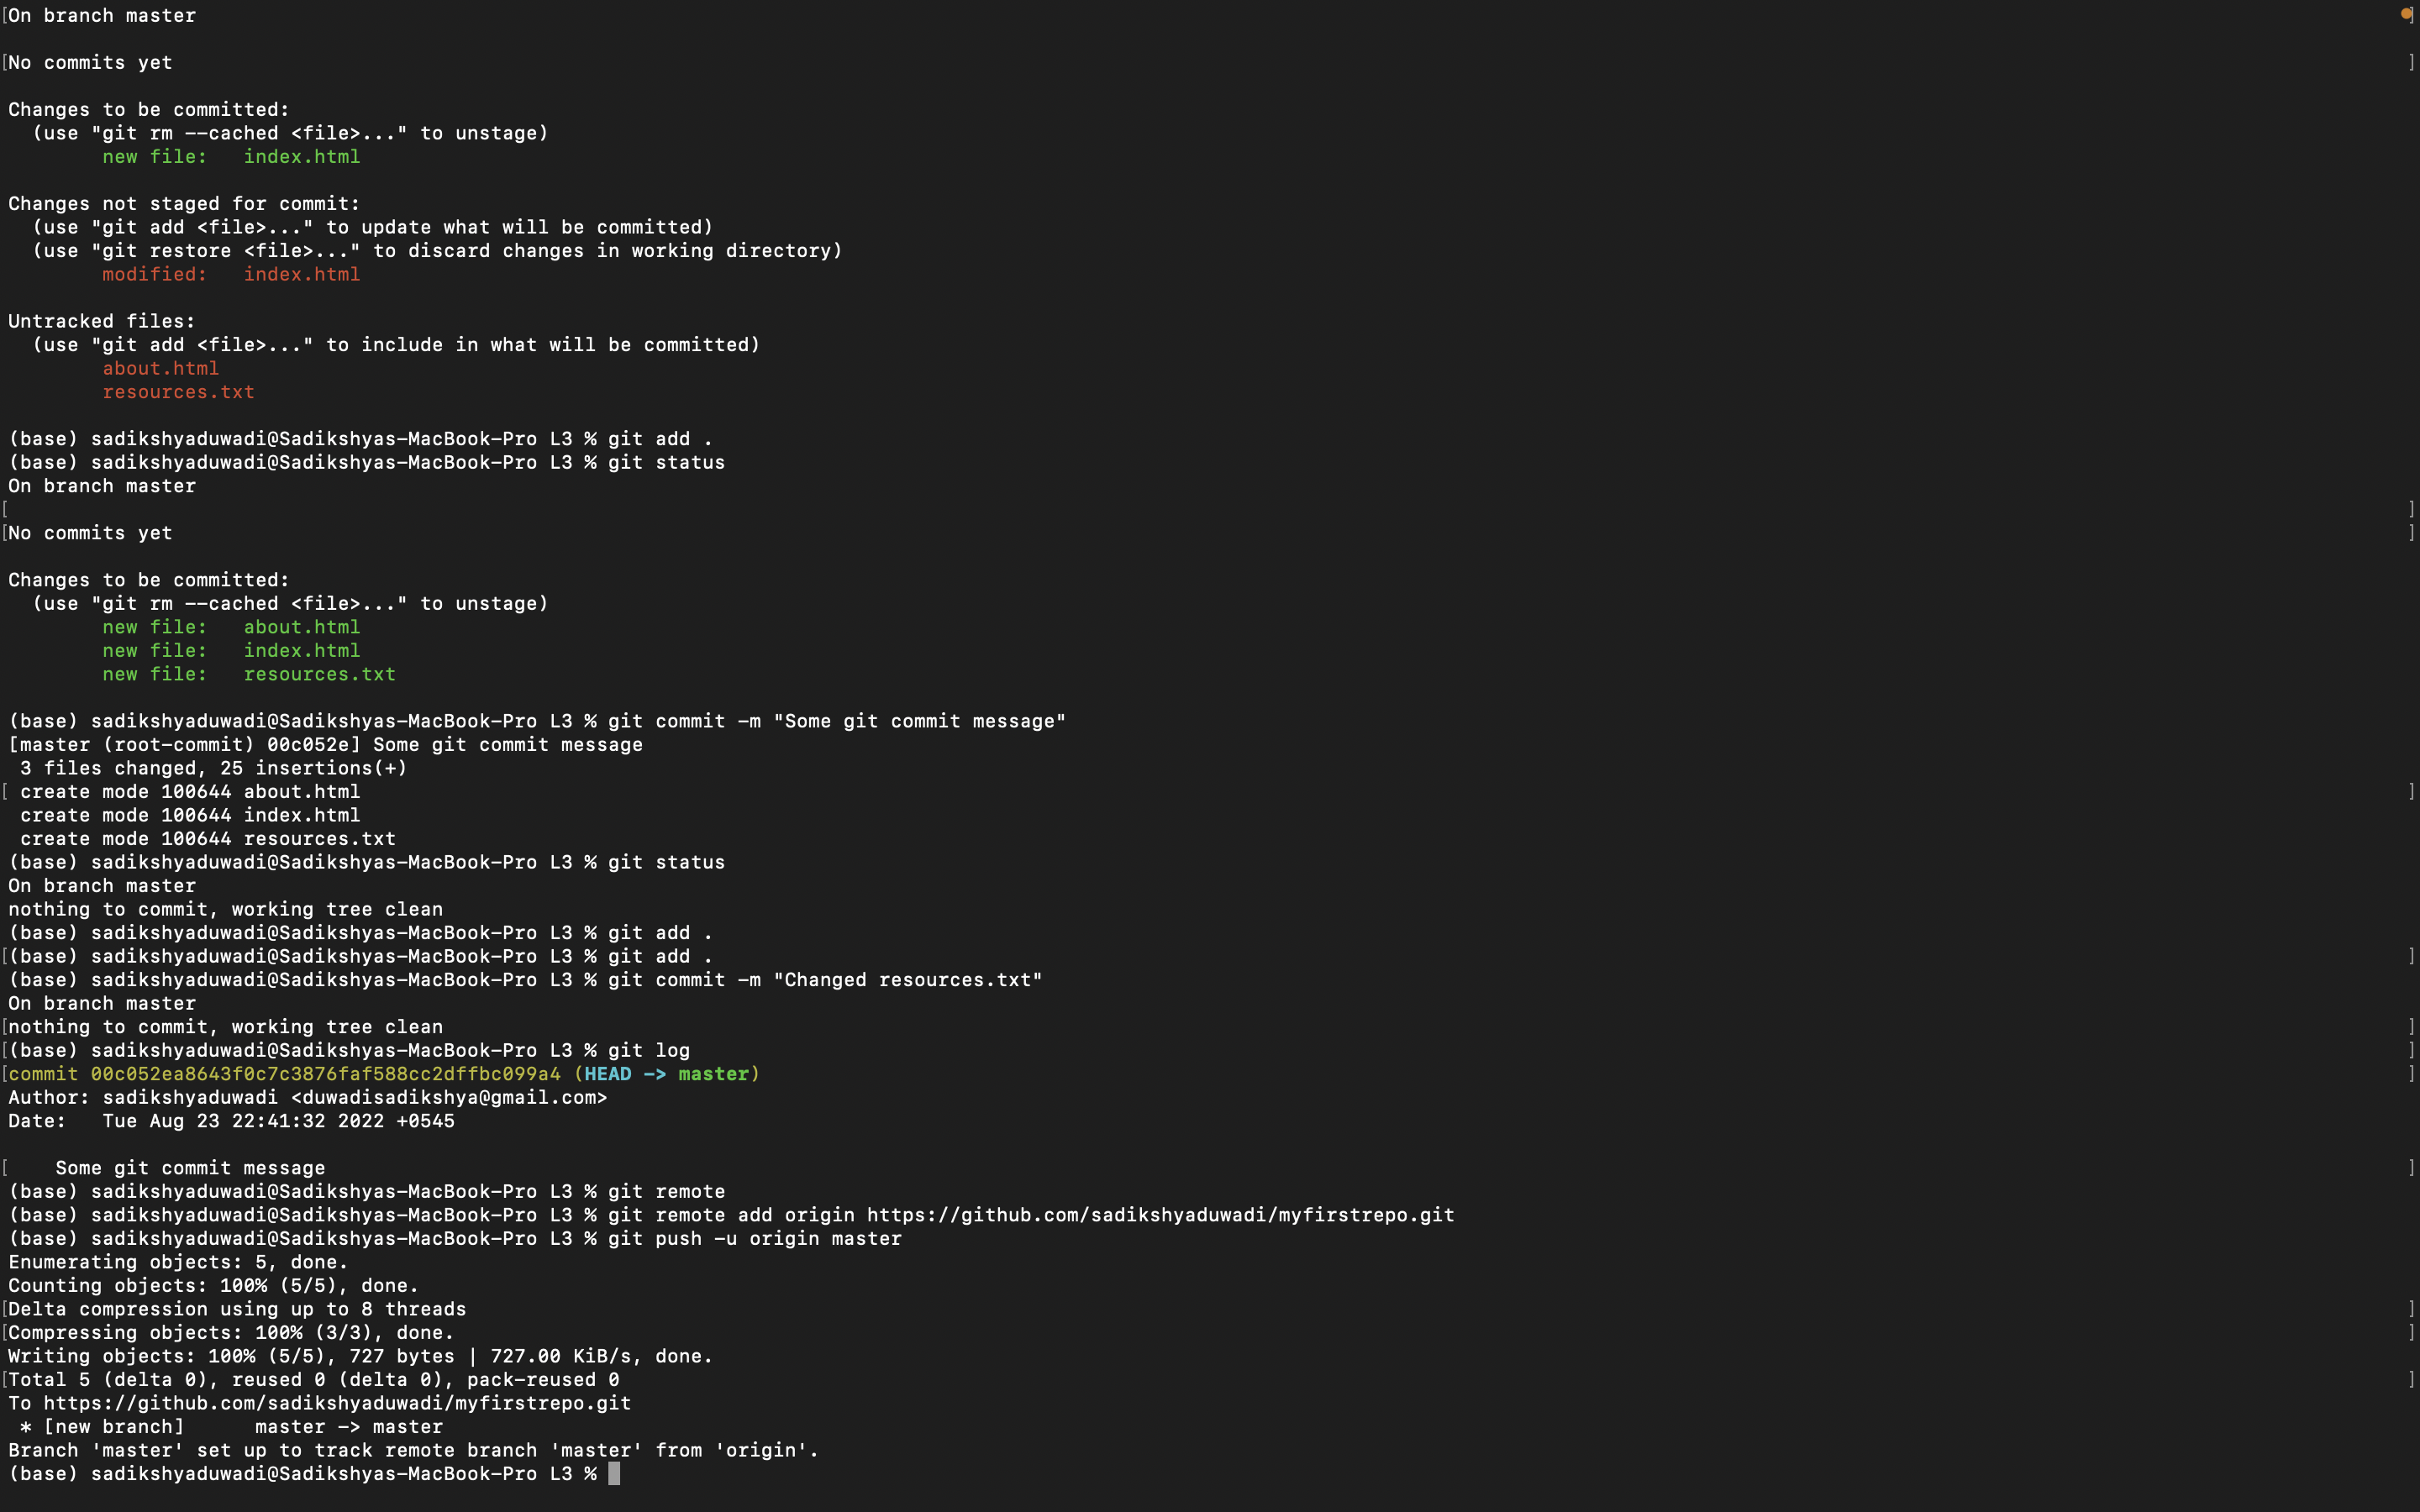 [On branch master ]

[No commits yet ]

Changes to be committed:
  (use "git rm --cached <file>..." to unstage)
        new file:   index.html

Changes not staged for commit:
  (use "git add <file>..." to update what will be committed)
  (use "git restore <file>..." to discard changes in working directory)
        modified:   index.html

Untracked files:
  (use "git add <file>..." to include in what will be committed)
        about.html
        resources.txt

(base) sadikshyaduwadi@Sadikshyas-MacBook-Pro L3 % git add .
(base) sadikshyaduwadi@Sadikshyas-MacBook-Pro L3 % git status
On branch master
[ ]
[No commits yet ]

Changes to be committed:
  (use "git rm --cached <file>..." to unstage)
        new file:   about.html
        new file:   index.html
        new file:   resources.txt

(base) sadikshyaduwadi@Sadikshyas-MacBook-Pro L3 % git commit -m "Some git commit message"
[master (root-commit) 00c052e] Some git commit message
 3 files changed, 25 insertions(+)
[ create mode 100644 about.html ]
 create mode 100644 index.html
 create mode 100644 resources.txt
(base) sadikshyaduwadi@Sadikshyas-MacBook-Pro L3 % git status
On branch master
nothing to commit, working tree clean
(base) sadikshyaduwadi@Sadikshyas-MacBook-Pro L3 % git add .
[(base) sadikshyaduwadi@Sadikshyas-MacBook-Pro L3 % git add . ]
(base) sadikshyaduwadi@Sadikshyas-MacBook-Pro L3 % git commit -m "Changed resources.txt"
On branch master
[nothing to commit, working tree clean ]
[(base) sadikshyaduwadi@Sadikshyas-MacBook-Pro L3 % git log ]
[commit 00c052ea8643f0c7c3876faf588cc2dffbc099a4 (HEAD -> master) ]
Author: sadikshyaduwadi <duwadisadikshya@gmail.com>
Date:   Tue Aug 23 22:41:32 2022 +0545

[    Some git commit message ]
(base) sadikshyaduwadi@Sadikshyas-MacBook-Pro L3 % git remote
(base) sadikshyaduwadi@Sadikshyas-MacBook-Pro L3 % git remote add origin https://github.com/sadikshyaduwadi/myfirstrepo.git
(base) sadikshyaduwadi@Sadikshyas-MacBook-Pro L3 % git push -u origin master
Enumerating objects: 5, done.
Counting objects: 100% (5/5), done.
[Delta compression using up to 8 threads ]
[Compressing objects: 100% (3/3), done. ]
Writing objects: 100% (5/5), 727 bytes | 727.00 KiB/s, done.
[Total 5 (delta 0), reused 0 (delta 0), pack-reused 0 ]
To https://github.com/sadikshyaduwadi/myfirstrepo.git
 * [new branch]      master -> master
Branch 'master' set up to track remote branch 'master' from 'origin'.
(base) sadikshyaduwadi@Sadikshyas-MacBook-Pro L3 %